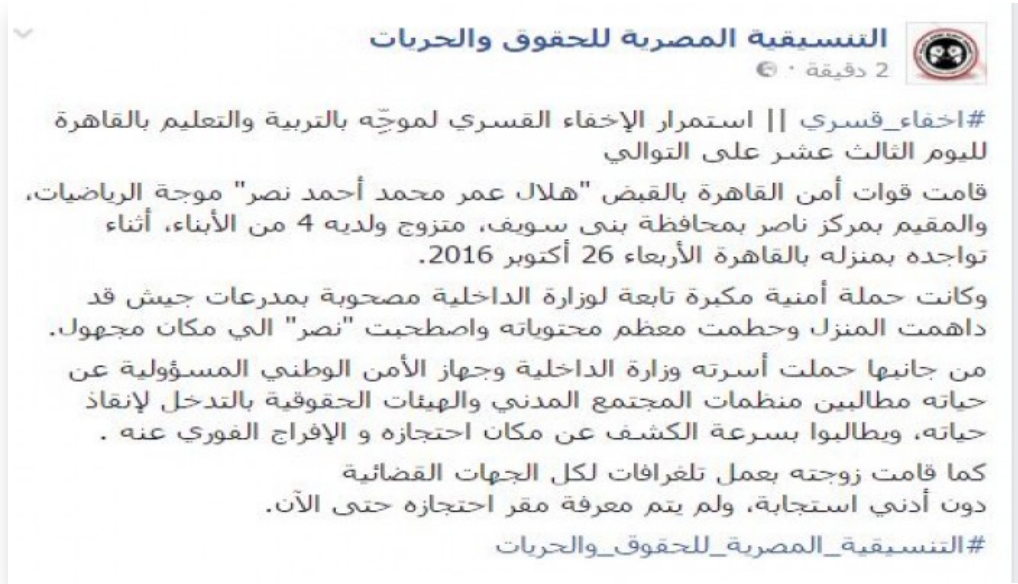 التنسيقية المصرية للحقوق والحريات
2 دقيقة ·
#اخفاء_قسري || استمرار الإخفاء القسري لموجّه بالتربية والتعليم بالقاهرة
لليوم الثالث عشر على التوالي
قامت قوات أمن القاهرة بالقبض "هلال عمر محمد أحمد نصر" موجة الرياضيات،
والمقيم بمركز ناصر بمحافظة بنى سويف، متزوج ولديه 4 من الأبناء، أثناء
تواجده بمنزله بالقاهرة الأربعاء 26 أكتوبر 2016.
وكانت حملة أمنية مكبرة تابعة لوزارة الداخلية مصحوبة بمدرعات جيش قد
داهمت المنزل وحطمت معظم محتوياته واصطحبت "نصر" الي مكان مجهول.
من جانبها حملت أسرته وزارة الداخلية وجهاز الأمن الوطني المسؤولية عن
حياته مطالبين منظمات المجتمع المدني والهيئات الحقوقية بالتدخل لإنقاذ
حياته، ويطالبوا بسرعة الكشف عن مكان احتجازه و الإفراج الفوري عنه .
كما قامت زوجته بعمل تلغرافات لكل الجهات القضائية
دون أدني استجابة، ولم يتم معرفة مقر احتجازه حتى الآن.
#التنسيقية_المصرية_للحقوق_والحريات